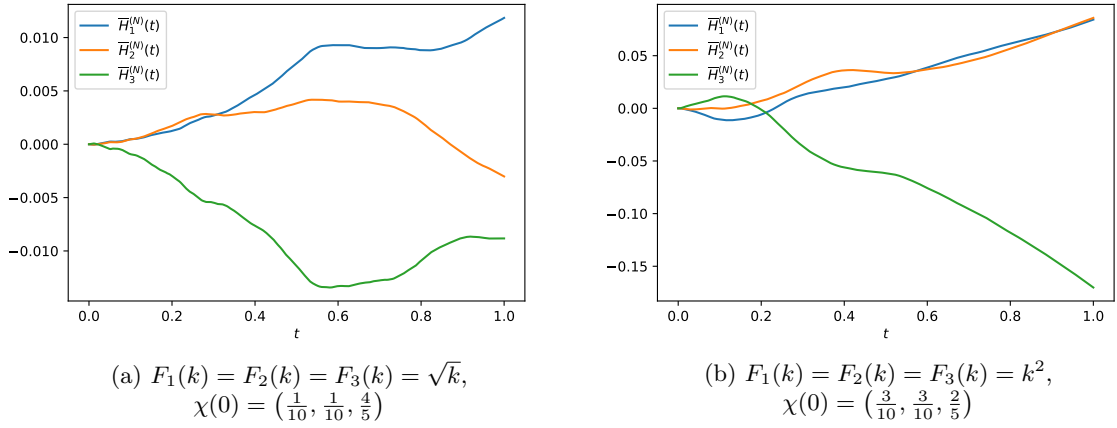 H̅₁⁽ᴺ⁾(t)
H̅₂⁽ᴺ⁾(t)
H̅₃⁽ᴺ⁾(t)
0.010
0.005
0.000
−0.005
−0.010
0.0 0.2 0.4 0.6 0.8 1.0
t
(a) F₁(k) = F₂(k) = F₃(k) = √k,
χ(0) = (1/10, 1/10, 4/5)
H̅₁⁽ᴺ⁾(t)
H̅₂⁽ᴺ⁾(t)
H̅₃⁽ᴺ⁾(t)
0.05
0.00
−0.05
−0.10
−0.15
0.0 0.2 0.4 0.6 0.8 1.0
t
(b) F₁(k) = F₂(k) = F₃(k) = k²,
χ(0) = (3/10, 3/10, 2/5)